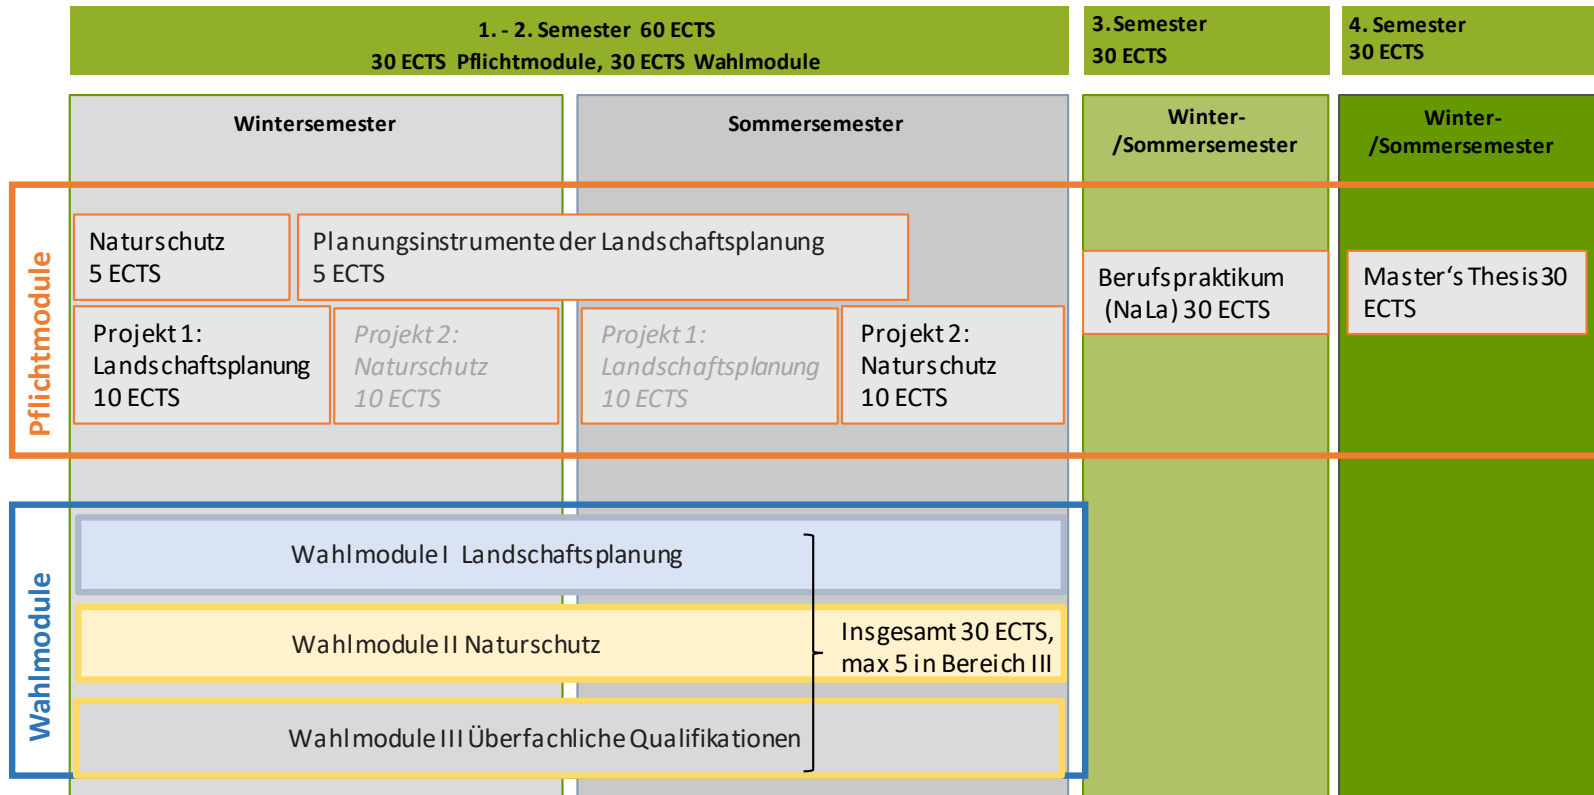 1. - 2. Semester 60 ECTS
30 ECTS Pflichtmodule, 30 ECTS Wahlmodule
3. Semester
30 ECTS
4. Semester
30 ECTS
Wintersemester
Sommersemester
Winter-
/Sommersemester
Winter-
/Sommersemester
Pflichtmodule
Naturschutz
5 ECTS
Planungsinstrumente der Landschaftsplanung
5 ECTS
Projekt 1:
Landschaftsplanung
10 ECTS
Projekt 2:
Naturschutz
10 ECTS
Projekt 1:
Landschaftsplanung
10 ECTS
Projekt 2:
Naturschutz
10 ECTS
Berufspraktikum
(NaLa) 30 ECTS
Master‘s Thesis 30
ECTS
Wahlmodule
Wahlmodule I Landschaftsplanung
Wahlmodule II Naturschutz
Wahlmodule III Überfachliche Qualifikationen
Insgesamt 30 ECTS,
max 5 in Bereich III